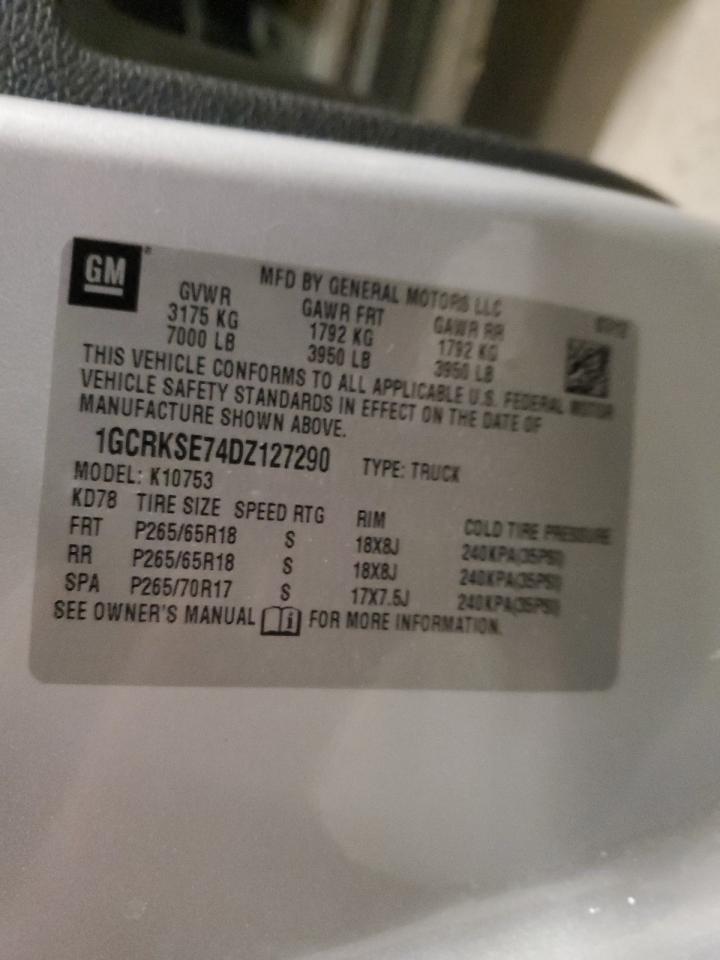 GM
MFD BY GENERAL MOTORS LLC
GVWR GAWR FRT GAWR RR
3175 KG 1792 KG 1792 KG
7000 LB 3950 LB 3950 LB
THIS VEHICLE CONFORMS TO ALL APPLICABLE U.S. FEDERAL MOTOR
VEHICLE SAFETY STANDARDS IN EFFECT ON THE DATE OF
MANUFACTURE SHOWN ABOVE.
1GCRKSE74DZ127290 TYPE: TRUCK
MODEL: K10753
KD78 TIRE SIZE SPEED RTG RIM COLD TIRE PRESSURE
FRT P265/65R18 S 18X8J 240KPA(35PSI)
RR P265/65R18 S 18X8J 240KPA(35PSI)
SPA P265/70R17 S 17X7.5J 240KPA(35PSI)
SEE OWNER'S MANUAL FOR MORE INFORMATION.